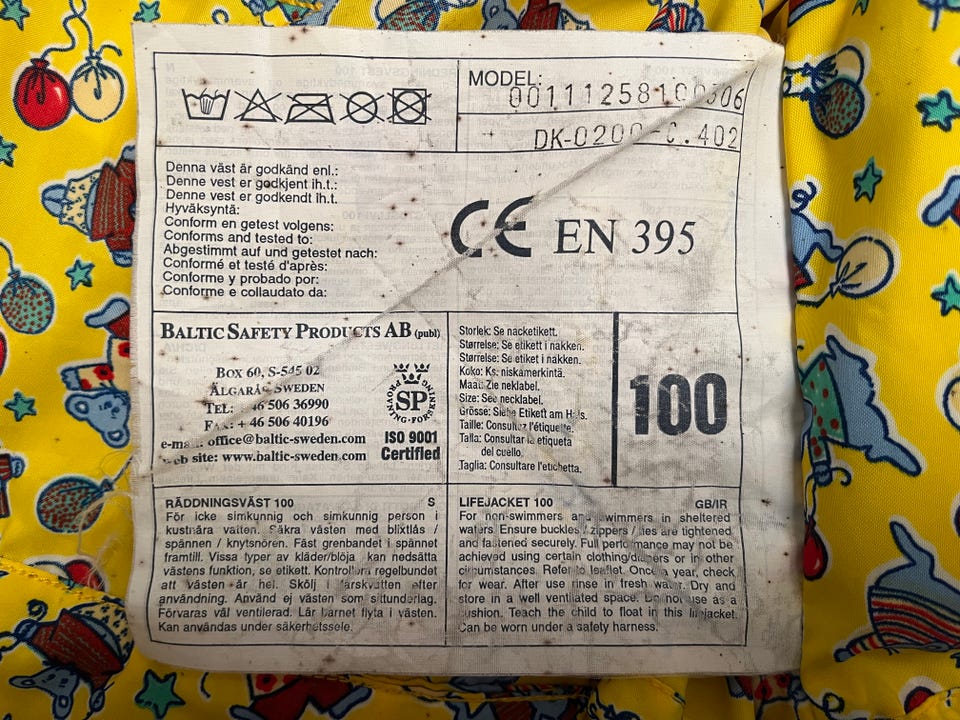 MODEL:
DK-0200-C.402
Denna väst är godkänd enl.:
Denne vest er godkjent ih.t.:
Denne vest er godkendt ih.t.
Hyväksyntä:
Conform en getest volgens:
Conforms and tested to:
Abgestimmt auf und getestet nach:
Conformé et testé d'après:
Conforme y probado por:
Conforme e collaudato da:
CE EN 395
BALTIC SAFETY PRODUCTS AB (publ)
BOX 60, S-545 02
ÄLGARÅS SWEDEN
TEL: + 46 506 36990
FAX: + 46 506 40196
e-mail: office@baltic-sweden.com
web site: www.baltic-sweden.com
SP
PROVNING·FORSKNING
ISO 9001
Certified
Storlek: Se nacketikett.
Størrelse: Se etikett i nakken.
Størrelse: Se etiket i nakken.
Koko: Ks. niskamerkintä.
Maat: Zie neklabel.
Size: See necklabel.
Grösse: Siehe Etikett am Hals.
Taille: Consultez l'étiquette.
Talla: Consultar la etiqueta
del cuello.
Taglia: Consultare l'etichetta.
100
RÄDDNINGSVÄST 100 S
För icke simkunnig och simkunnig person i
kustnära vatten. Säkra västen med blixtlås /
spännen / knytsnören. Fäst grenbandet i spännet
framtill. Vissa typer av kläder/blöja kan nedsätta
västens funktion, se etikett. Kontrollera regelbundet
att västen är hel. Skölj i färskvatten efter
användning. Använd ej västen som sittunderlag.
Förvaras väl ventilerad. Lär barnet flyta i västen.
Kan användas under säkerhetssele.
LIFEJACKET 100 GB/IR
For non-swimmers and swimmers in sheltered
waters. Ensure buckles / zippers / ties are tightened
and fastened securely. Full performance may not be
achieved using certain clothing/diapers or in other
circumstances. Refer to leaflet. Once a year, check
for wear. After use rinse in fresh water. Dry and
store in a well ventilated space. Do not use as a
cushion. Teach the child to float in this lifejacket.
Can be worn under a safety harness.